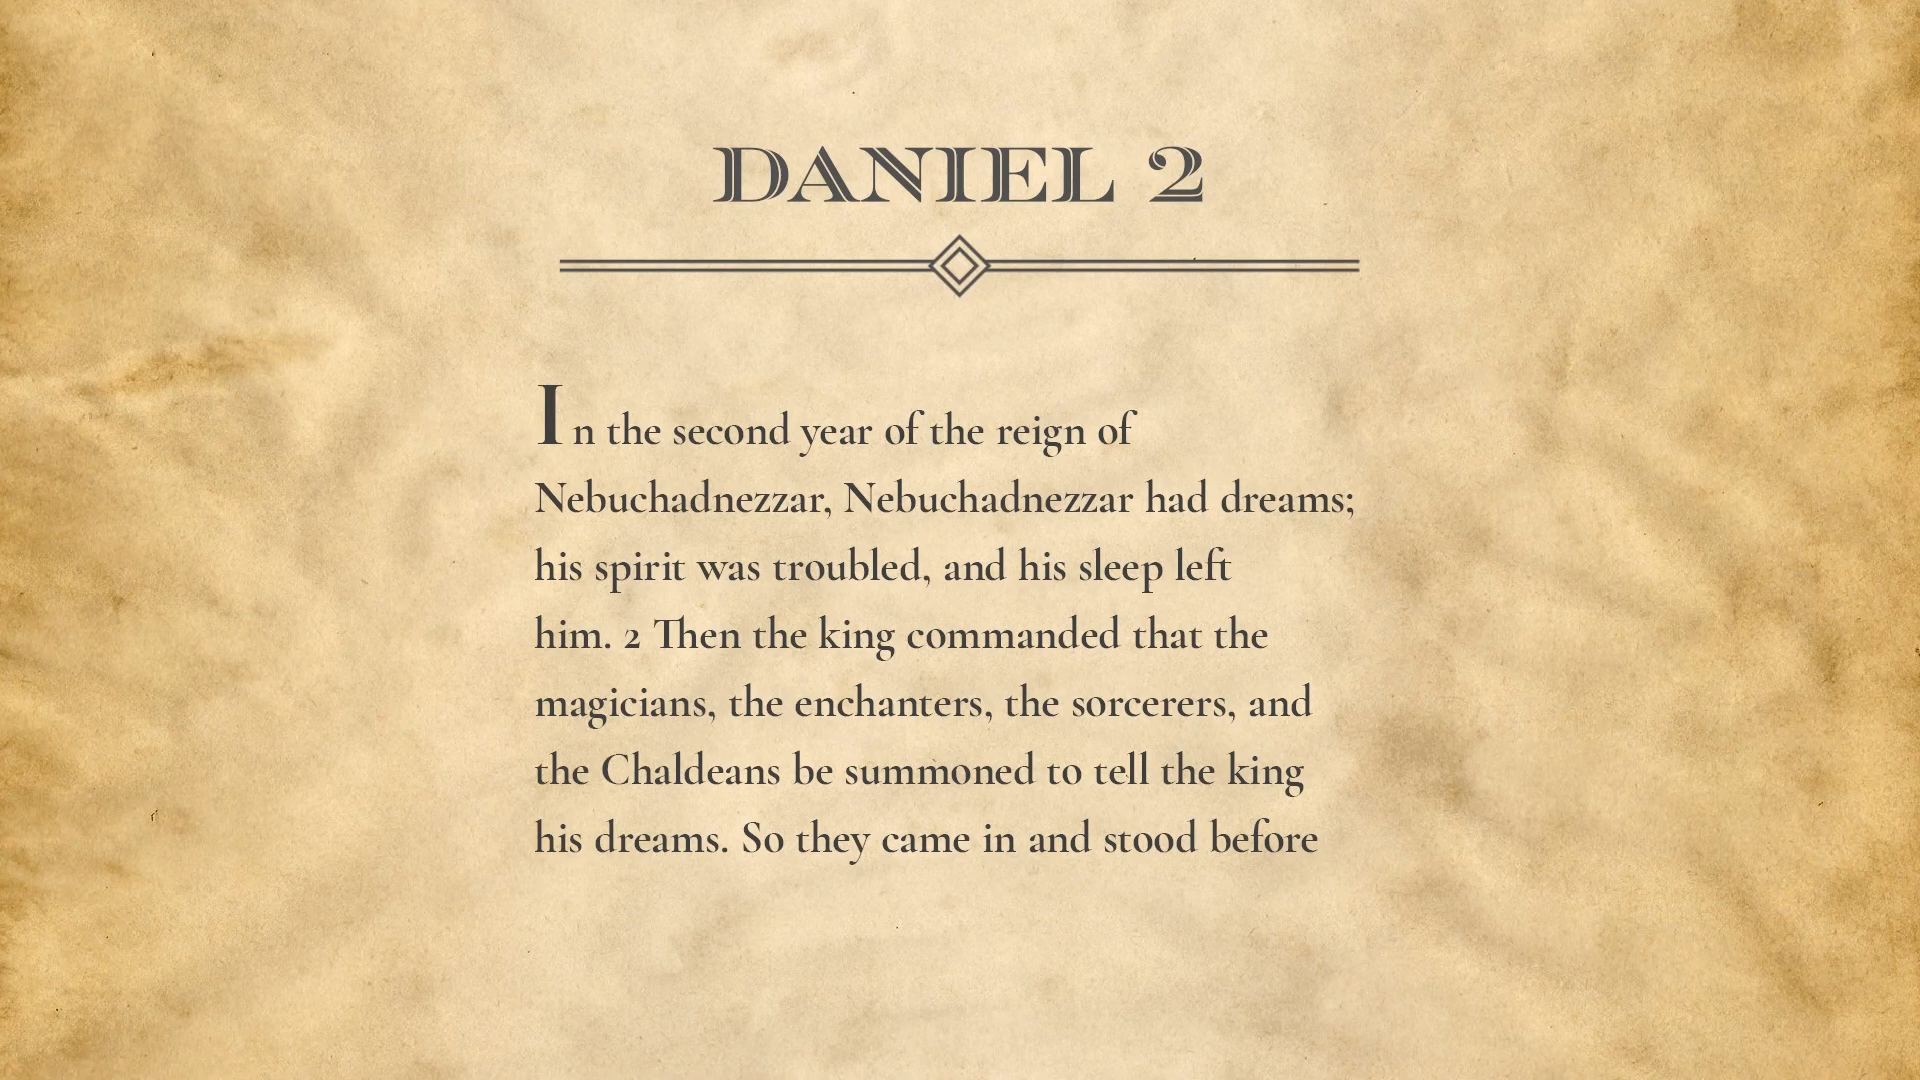 DANIEL 2
In the second year of the reign of
Nebuchadnezzar, Nebuchadnezzar had dreams;
his spirit was troubled, and his sleep left
him. 2 Then the king commanded that the
magicians, the enchanters, the sorcerers, and
the Chaldeans be summoned to tell the king
his dreams. So they came in and stood before